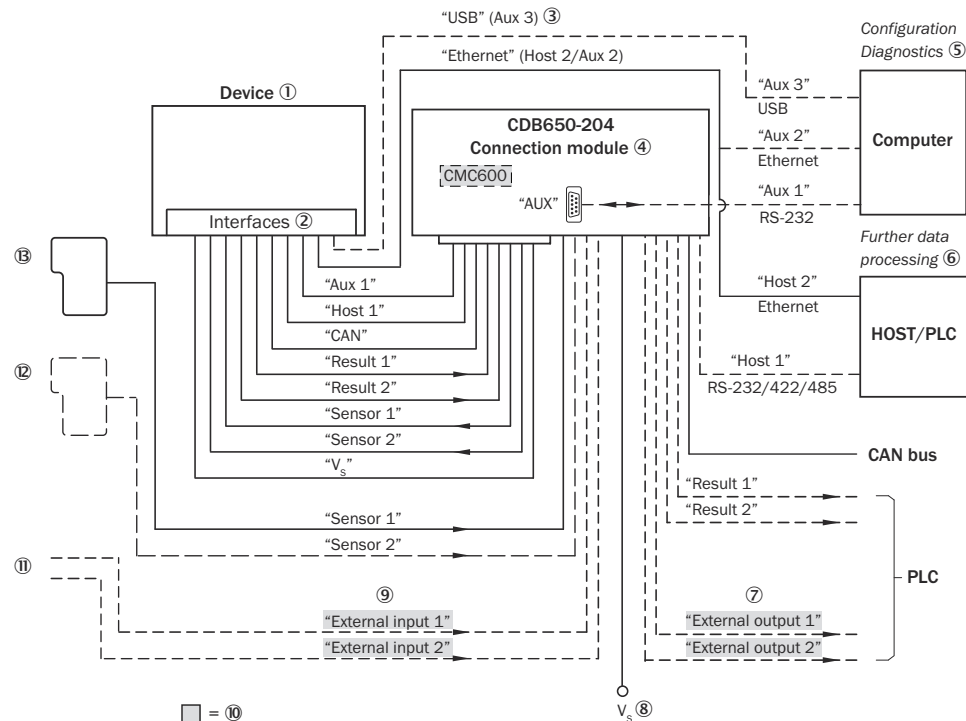 “USB” (Aux 3) ③
Configuration
Diagnostics ⑤
“Ethernet” (Host 2/Aux 2)
Device ①
“Aux 3”
USB
CDB650-204
Connection module ④
Computer
“Aux 2”
Ethernet
CMC600
“AUX”
“Aux 1”
RS-232
Interfaces ②
Further data
processing ⑥
⑬
“Aux 1”
“Host 2”
Ethernet
“Host 1”
HOST/PLC
“CAN”
“Result 1”
“Host 1”
RS-232/422/485
⑫
“Result 2”
“Sensor 1”
“Sensor 2”
CAN bus
“Vs”
“Result 1”
“Result 2”
“Sensor 1”
“Sensor 2”
⑪
PLC
⑨
⑦
“External input 1”
“External output 1”
“External input 2”
“External output 2”
= ⑩
Vs ⑧